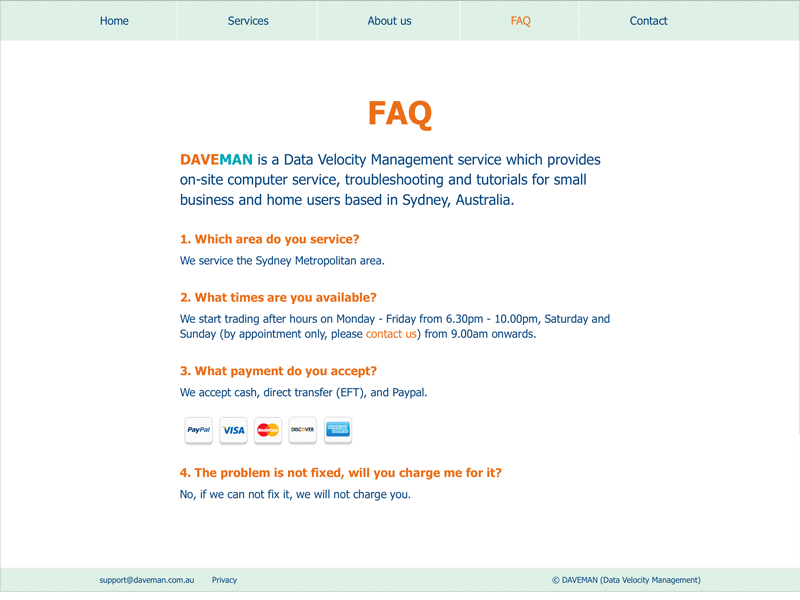 Home Services About us FAQ Contact
FAQ
DAVEMAN is a Data Velocity Management service which provides
on-site computer service, troubleshooting and tutorials for small
business and home users based in Sydney, Australia.
1. Which area do you service?
We service the Sydney Metropolitan area.
2. What times are you available?
We start trading after hours on Monday - Friday from 6.30pm - 10.00pm, Saturday and
Sunday (by appointment only, please contact us) from 9.00am onwards.
3. What payment do you accept?
We accept cash, direct transfer (EFT), and Paypal.
PayPal VISA MasterCard DISCOVER
4. The problem is not fixed, will you charge me for it?
No, if we can not fix it, we will not charge you.
support@daveman.com.au Privacy © DAVEMAN (Data Velocity Management)